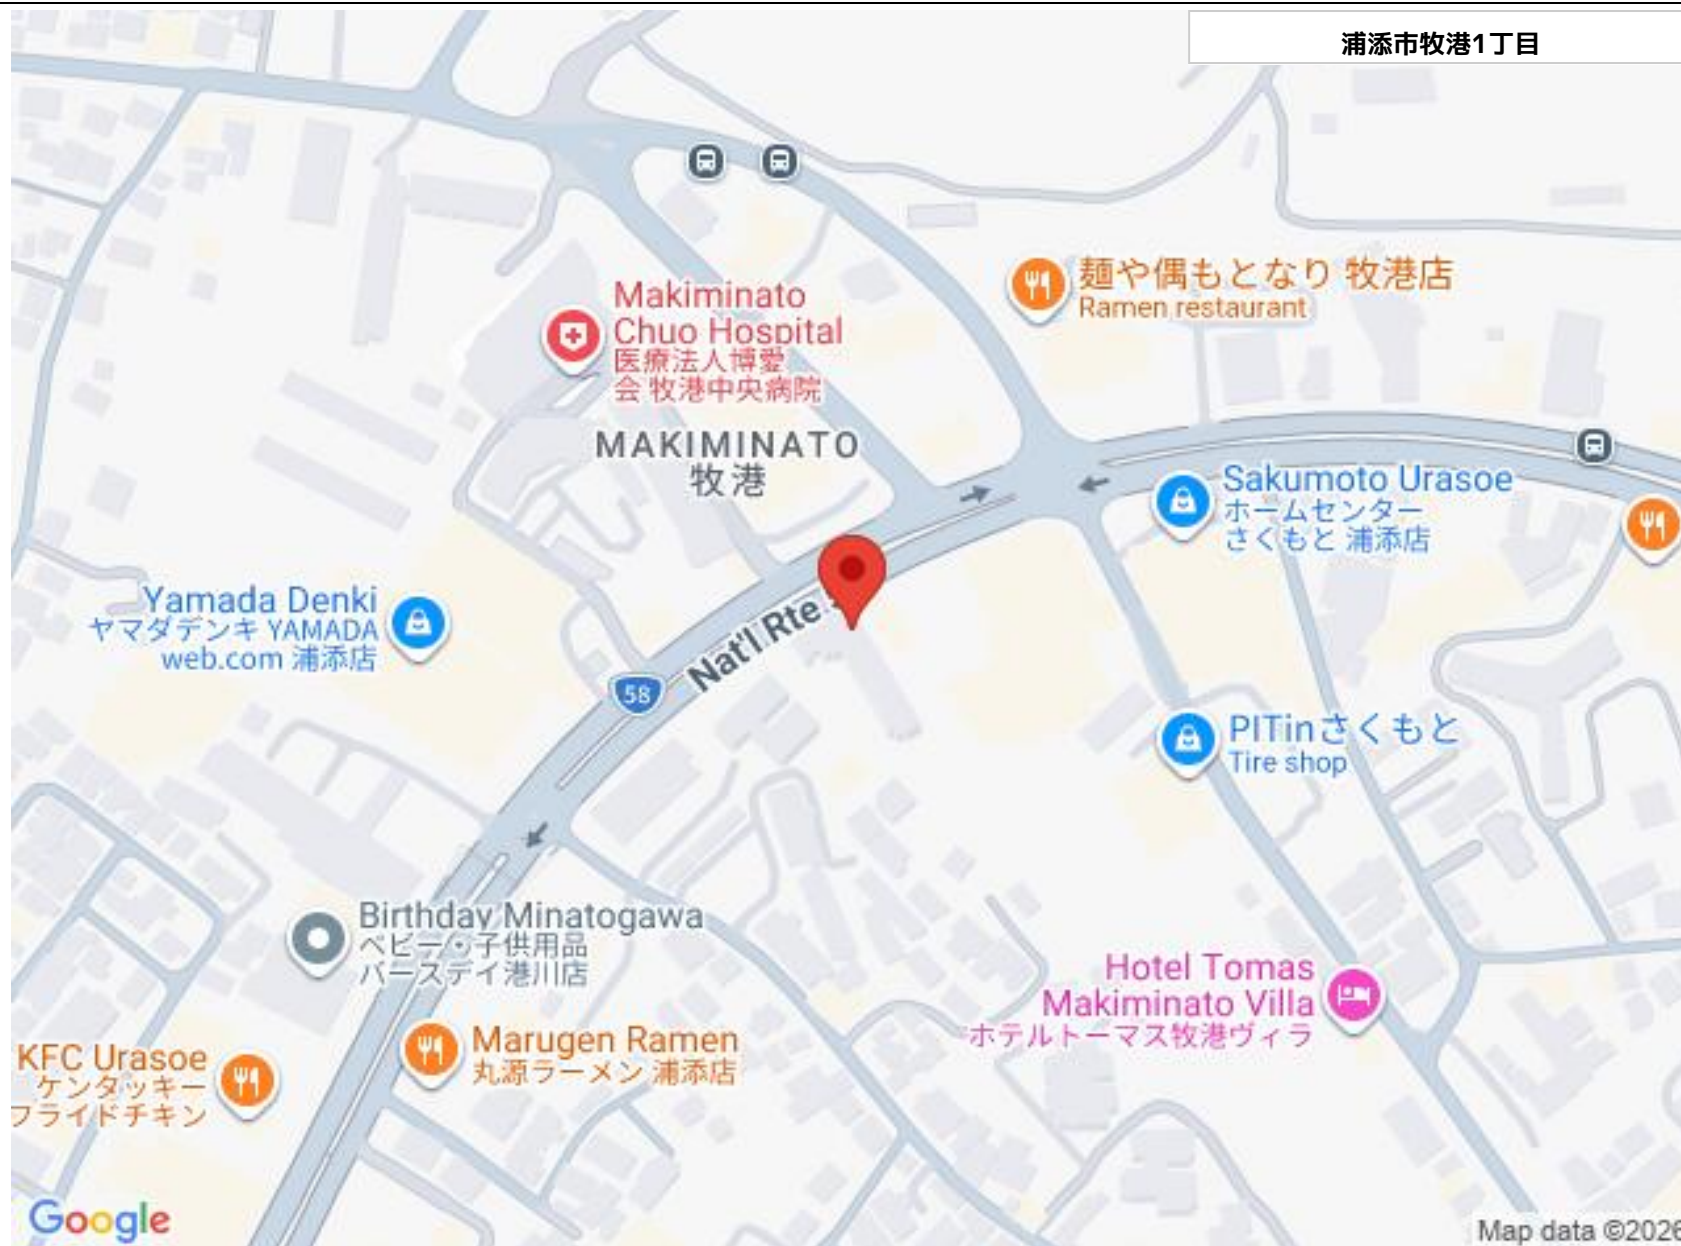 浦添市牧港1丁目
麺や偶もとなり 牧港店
Ramen restaurant
Makiminato
Chuo Hospital
医療法人博愛
会 牧港中央病院
MAKIMINATO
牧港
Sakumoto Urasoe
ホームセンター
さくもと 浦添店
Yamada Denki
ヤマダデンキ YAMADA
web.com 浦添店
Nat'l Rte
58
PITinさくもと
Tire shop
Birthday Minatogawa
ベビー・子供用品
バースデイ港川店
Hotel Tomas
Makiminato Villa
ホテルトーマス牧港ヴィラ
Marugen Ramen
丸源ラーメン 浦添店
KFC Urasoe
ケンタッキー
フライドチキン
Google
Map data ©2026